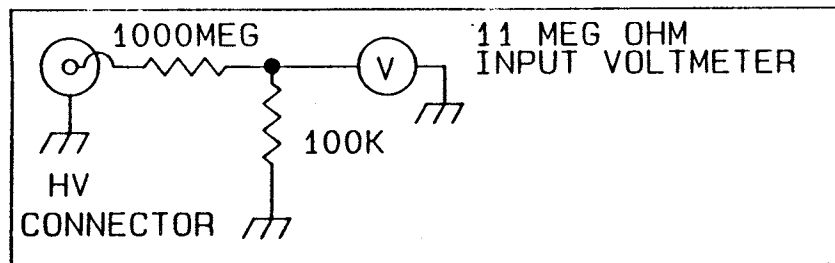 1000MEG
11 MEG OHM
INPUT VOLTMETER
V
100K
HV
CONNECTOR